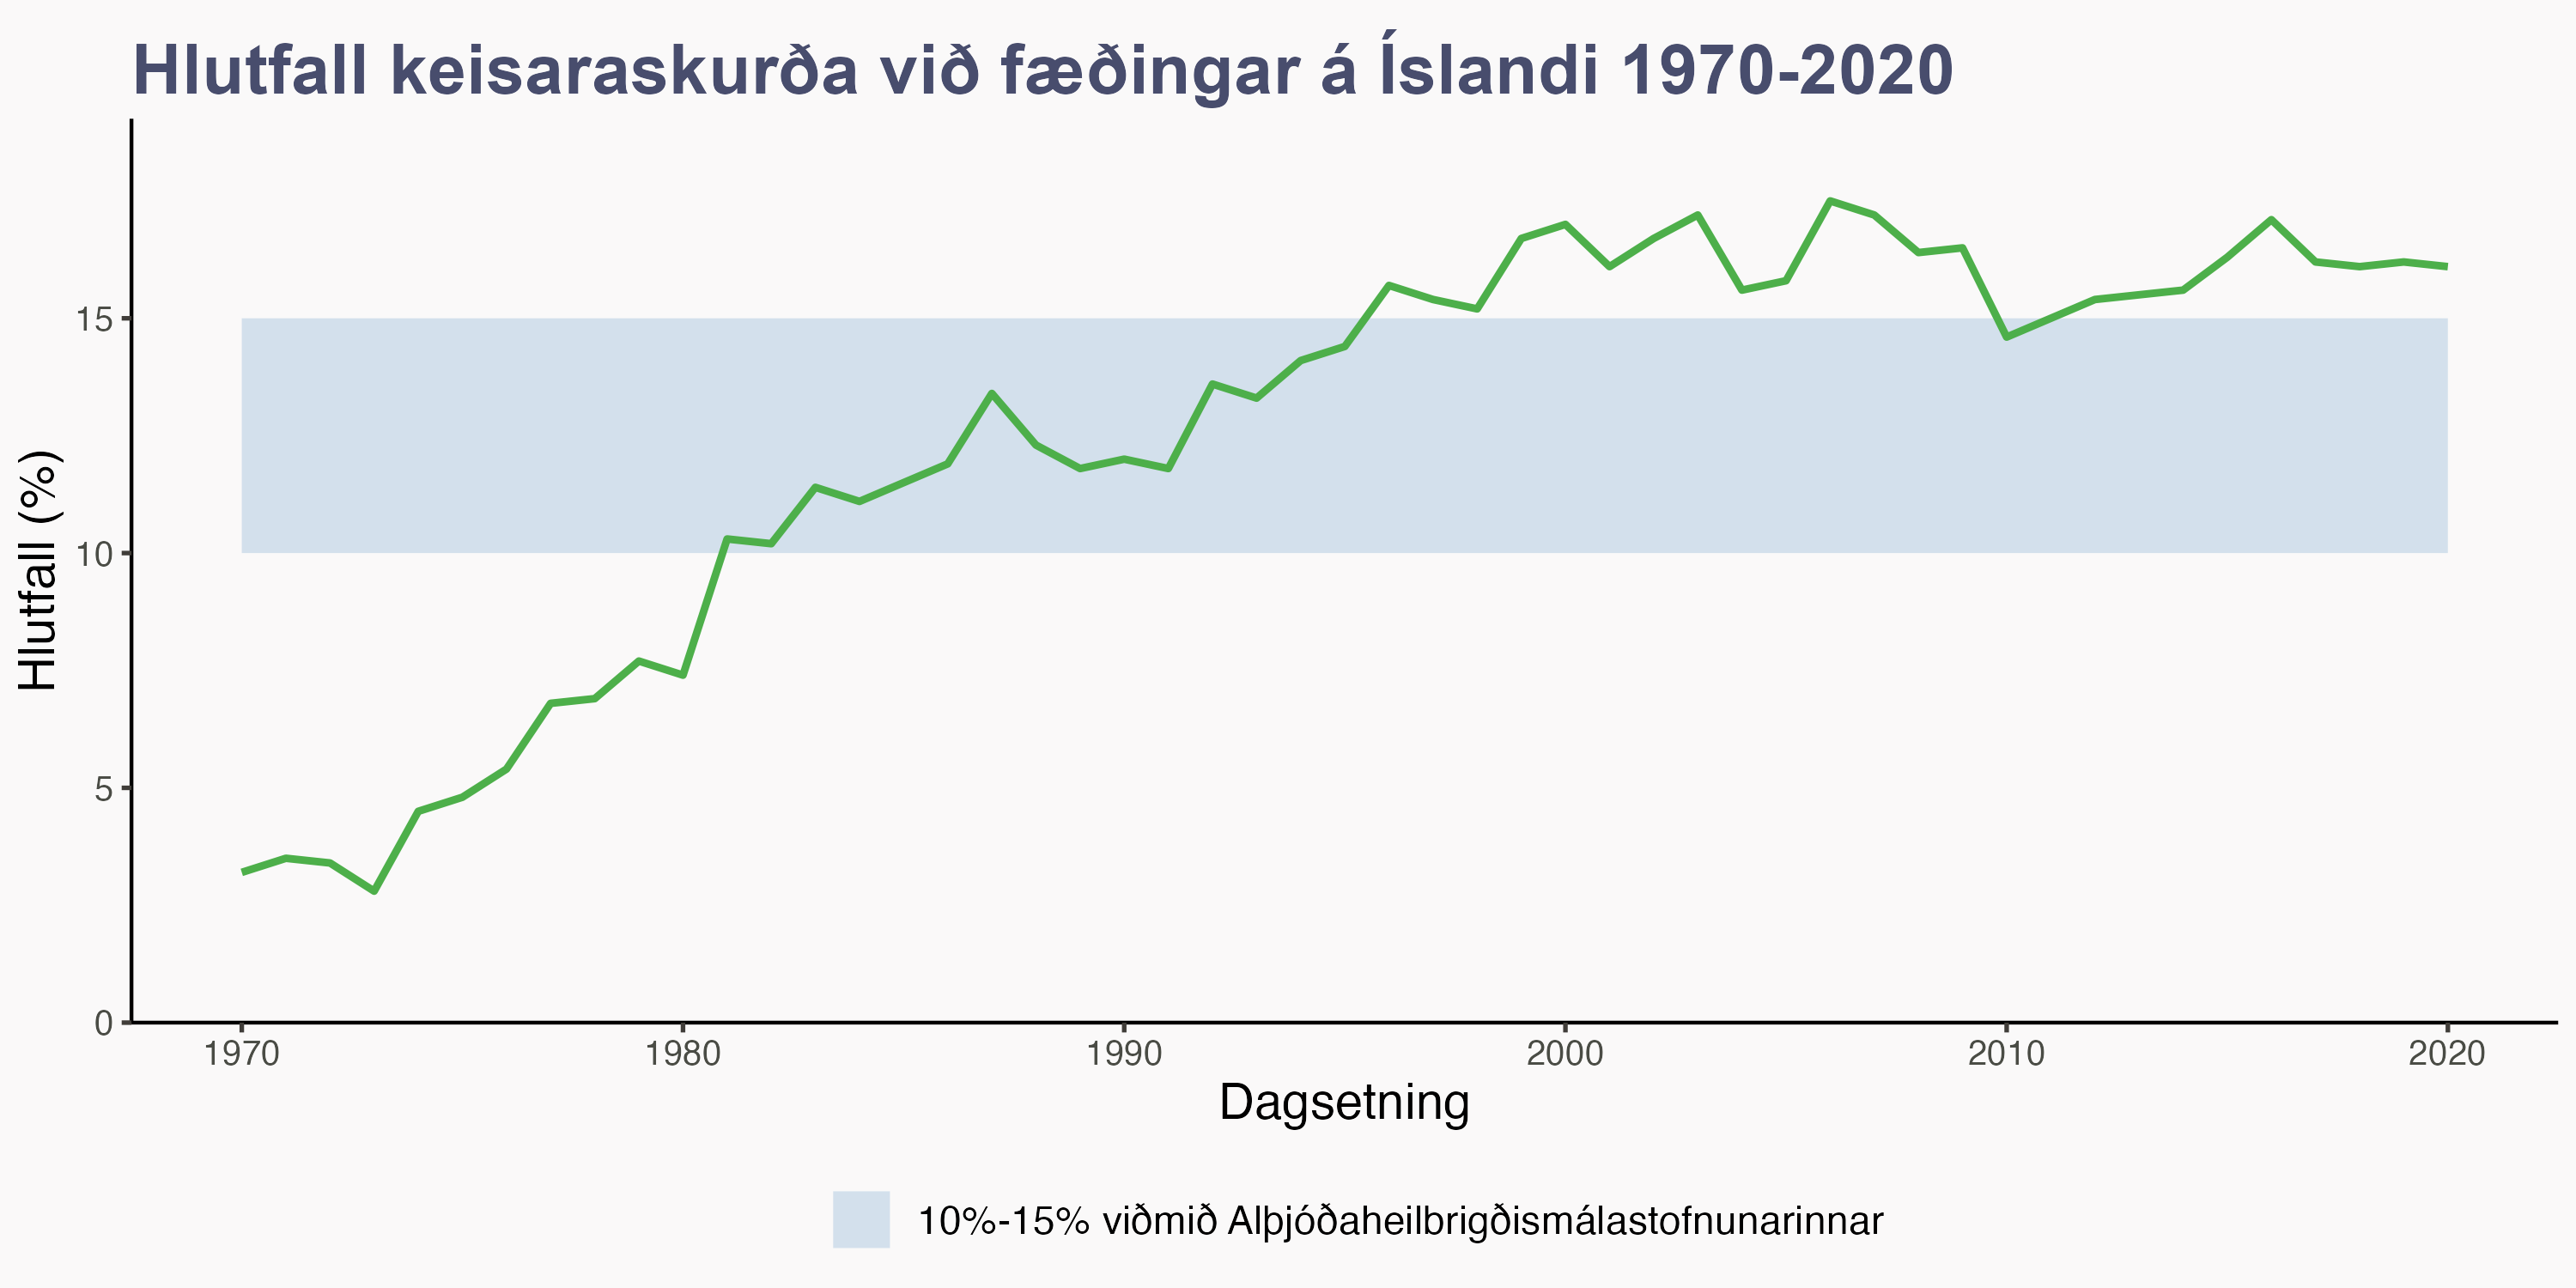 Hlutfall keisaraskurða við fæðingar á Íslandi 1970-2020
Hlutfall (%)
15
10
5
0
1970 1980 1990 2000 2010 2020
Dagsetning
10%-15% viðmið Alþjóðaheilbrigðismálastofnunarinnar